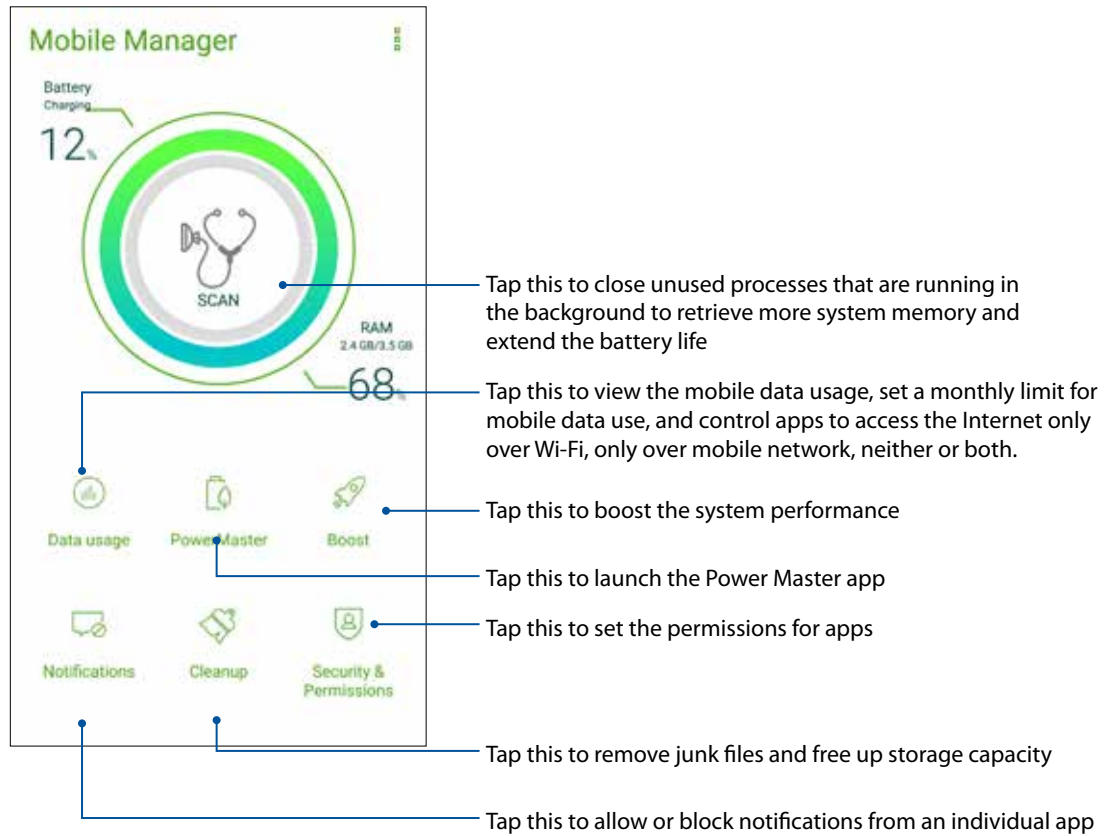 Mobile Manager
Battery
Charging
12%
SCAN
RAM
2.4 GB/3.5 GB
68%
Data usage
PowerMaster
Boost
Notifications
Cleanup
Security &
Permissions
Tap this to close unused processes that are running in
the background to retrieve more system memory and
extend the battery life
Tap this to view the mobile data usage, set a monthly limit for
mobile data use, and control apps to access the Internet only
over Wi-Fi, only over mobile network, neither or both.
Tap this to boost the system performance
Tap this to launch the Power Master app
Tap this to set the permissions for apps
Tap this to remove junk files and free up storage capacity
Tap this to allow or block notifications from an individual app